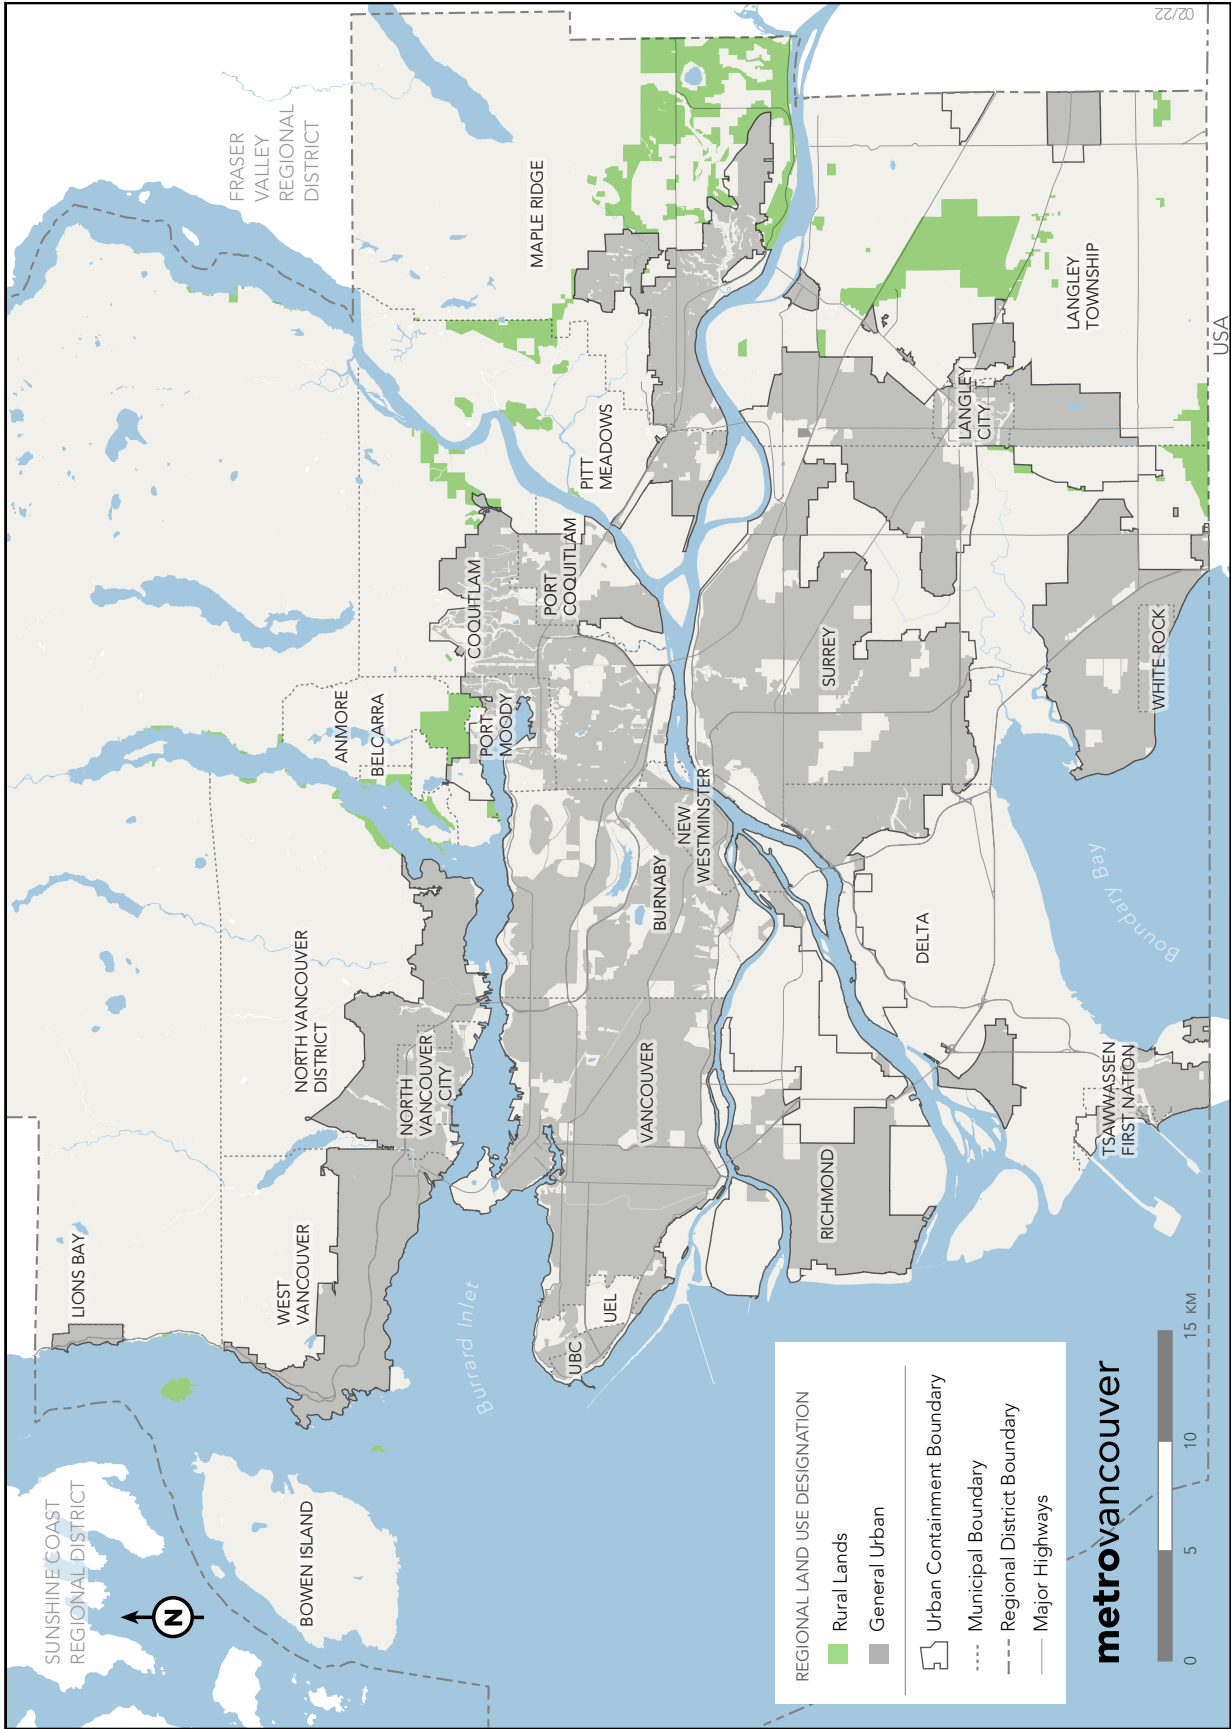 SUNSHINE COAST
REGIONAL DISTRICT
N
BOWEN ISLAND
LIONS BAY
WEST
VANCOUVER
NORTH VANCOUVER
DISTRICT
NORTH
VANCOUVER
CITY
Burrard Inlet
FRASER
VALLEY
REGIONAL
DISTRICT
ANMORE
BELCARRA
PORT
MOODY
COQUITLAM
PORT
COQUITLAM
PITT
MEADOWS
MAPLE RIDGE
UBC
UEL
VANCOUVER
BURNABY
NEW
WESTMINSTER
RICHMOND
SURREY
DELTA
LANGLEY
CITY
LANGLEY
TOWNSHIP
TSAWWASSEN
FIRST NATION
Boundary Bay
WHITE ROCK
USA
REGIONAL LAND USE DESIGNATION
Rural Lands
General Urban
Urban Containment Boundary
Municipal Boundary
Regional District Boundary
Major Highways
metrovancouver
0 5 10 15 KM
02/22